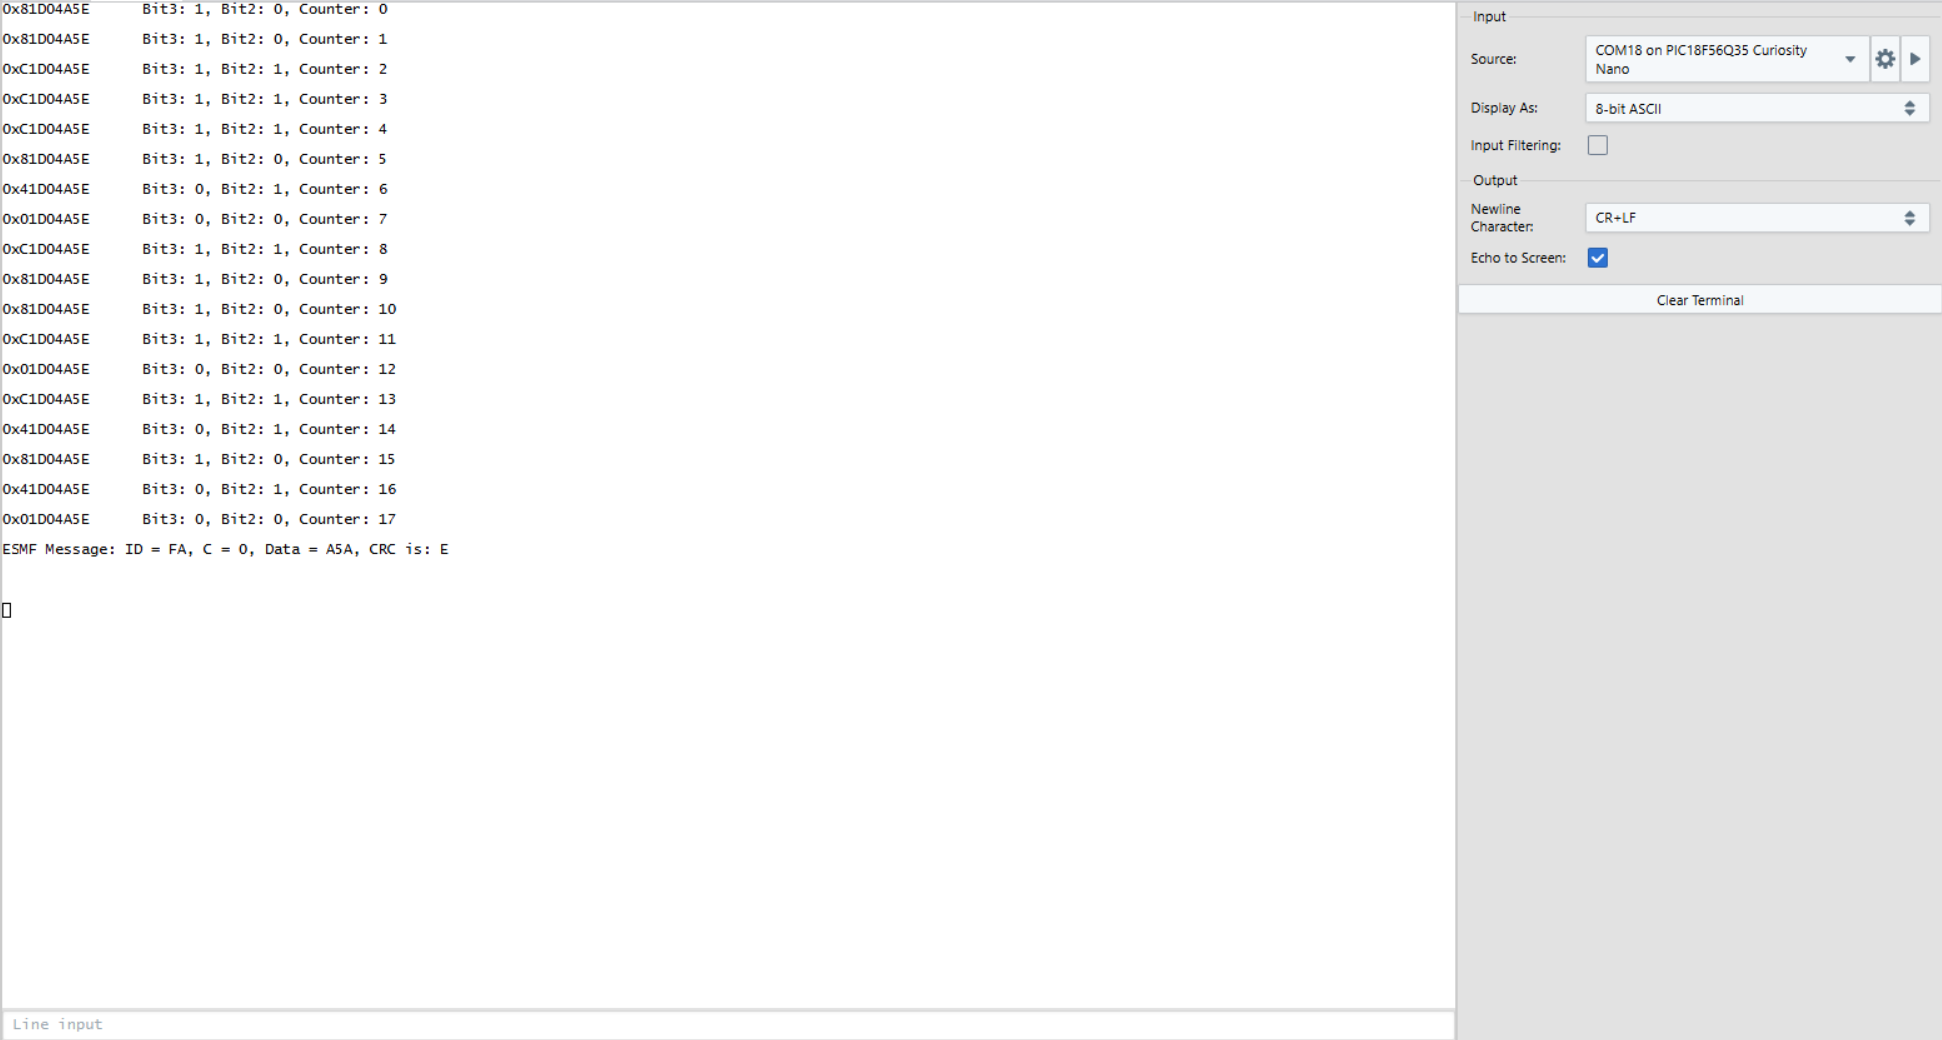 0x81D04A5E      Bit3: 1, Bit2: 0, Counter: 0
0x81D04A5E      Bit3: 1, Bit2: 0, Counter: 1
0xC1D04A5E      Bit3: 1, Bit2: 1, Counter: 2
0xC1D04A5E      Bit3: 1, Bit2: 1, Counter: 3
0xC1D04A5E      Bit3: 1, Bit2: 1, Counter: 4
0x81D04A5E      Bit3: 1, Bit2: 0, Counter: 5
0x41D04A5E      Bit3: 0, Bit2: 1, Counter: 6
0x01D04A5E      Bit3: 0, Bit2: 0, Counter: 7
0xC1D04A5E      Bit3: 1, Bit2: 1, Counter: 8
0x81D04A5E      Bit3: 1, Bit2: 0, Counter: 9
0x81D04A5E      Bit3: 1, Bit2: 0, Counter: 10
0xC1D04A5E      Bit3: 1, Bit2: 1, Counter: 11
0x01D04A5E      Bit3: 0, Bit2: 0, Counter: 12
0xC1D04A5E      Bit3: 1, Bit2: 1, Counter: 13
0x41D04A5E      Bit3: 0, Bit2: 1, Counter: 14
0x81D04A5E      Bit3: 1, Bit2: 0, Counter: 15
0x41D04A5E      Bit3: 0, Bit2: 1, Counter: 16
0x01D04A5E      Bit3: 0, Bit2: 0, Counter: 17
ESMF Message: ID = FA, C = 0, Data = A5A, CRC is: E
Line input
Input
Source: COM18 on PIC18F56Q35 Curiosity
Nano
Display As: 8-bit ASCII
Input Filtering:
Output
Newline
Character: CR+LF
Echo to Screen:
Clear Terminal